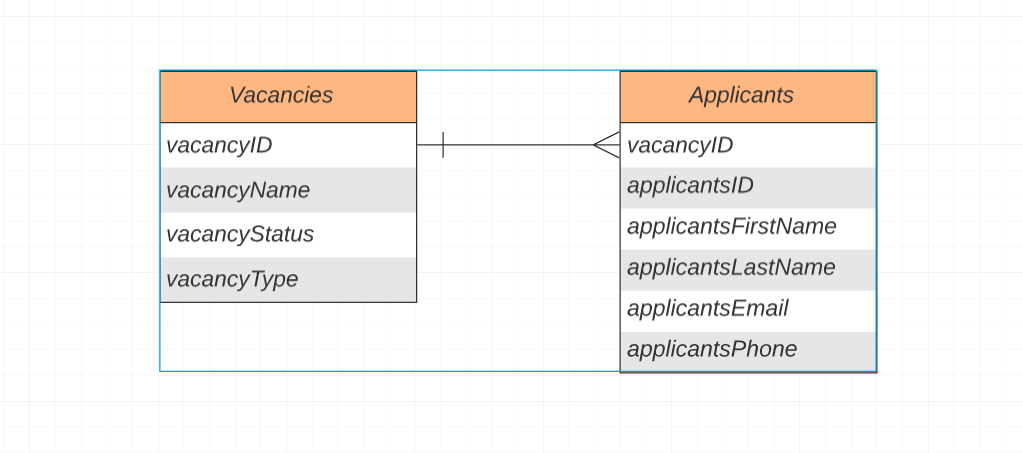 Vacancies
vacancyID
vacancyName
vacancyStatus
vacancyType
Applicants
vacancyID
applicantsID
applicantsFirstName
applicantsLastName
applicantsEmail
applicantsPhone